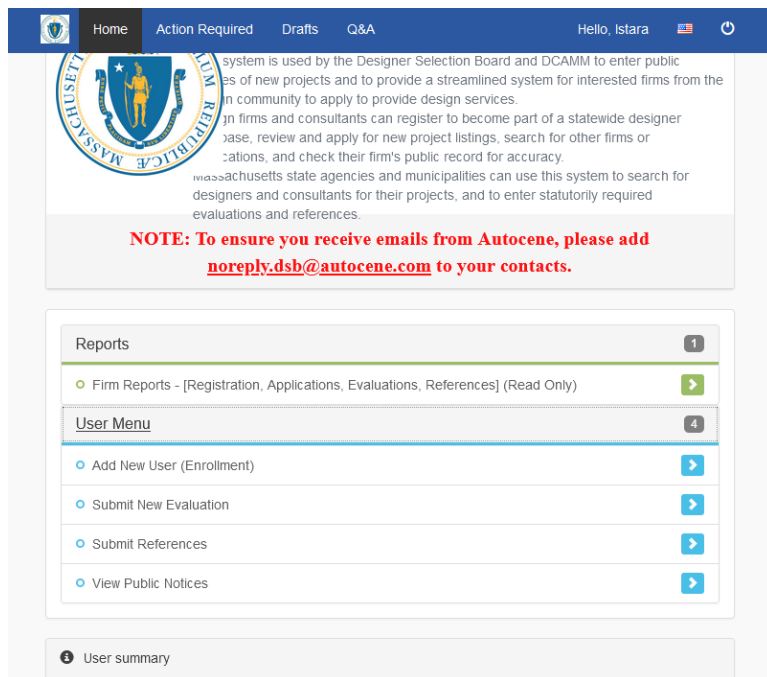 Home Action Required Drafts Q&A Hello, Istara
system is used by the Designer Selection Board and DCAMM to enter public
es of new projects and to provide a streamlined system for interested firms from the
n community to apply to provide design services.
n firms and consultants can register to become part of a statewide designer
base, review and apply for new project listings, search for other firms or
cations, and check their firm's public record for accuracy.
Massachusetts state agencies and municipalities can use this system to search for
designers and consultants for their projects, and to enter statutorily required
evaluations and references.
NOTE: To ensure you receive emails from Autocene, please add
noreply.dsb@autocene.com to your contacts.
Reports 1
Firm Reports - [Registration, Applications, Evaluations, References] (Read Only)
User Menu 4
Add New User (Enrollment)
Submit New Evaluation
Submit References
View Public Notices
User summary